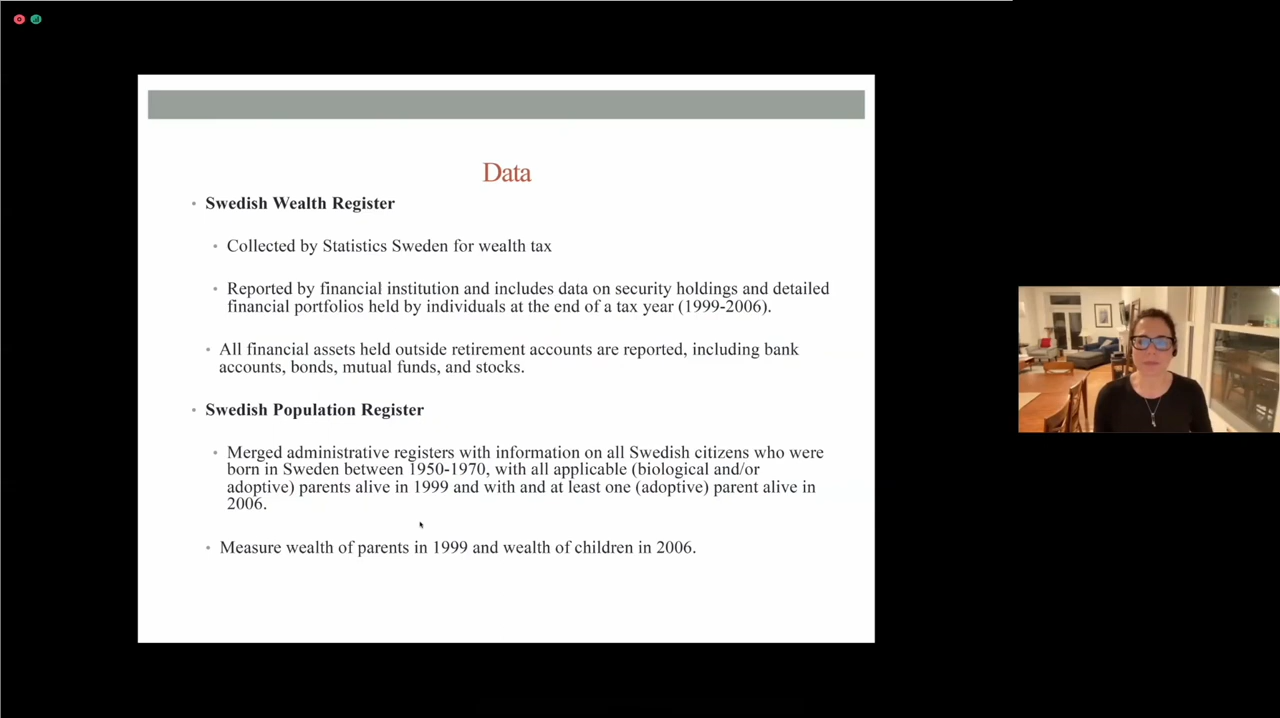 Data
• Swedish Wealth Register
• Collected by Statistics Sweden for wealth tax
• Reported by financial institution and includes data on security holdings and detailed
financial portfolios held by individuals at the end of a tax year (1999-2006).
• All financial assets held outside retirement accounts are reported, including bank
accounts, bonds, mutual funds, and stocks.
• Swedish Population Register
• Merged administrative registers with information on all Swedish citizens who were
born in Sweden between 1950-1970, with all applicable (biological and/or
adoptive) parents alive in 1999 and with and at least one (adoptive) parent alive in
2006.
• Measure wealth of parents in 1999 and wealth of children in 2006.